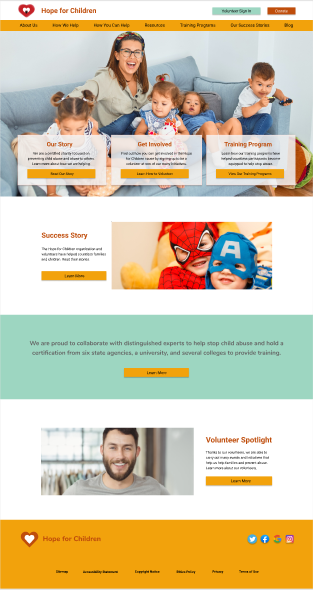 Hope for Children
Volunteer Sign In
Donate
About Us
How We Help
How You Can Help
Resources
Training Programs
Our Success Stories
Blog
Our Story
We are a certified charity focused on
preventing child abuse and abuse to others.
Learn more about how we are helping.
Read Our Story
Get Involved
Find out how you can get involved in the Hope
for Children cause by signing up to be a
volunteer at one of our many initiatives.
Learn How to Volunteer
Training Program
Learn how our training projects have
helped countless persons become
equipped to help stop abuse.
View Our Training Programs
Success Story
The Hope for Children organization and
volunteers have helped countless families
and children. Read their stories.
Learn More
We are proud to collaborate with distinguished experts to help stop child abuse and hold a
certification from six state agencies, a university, and several colleges to provide training.
Learn More
Volunteer Spotlight
Thanks to our volunteers, we are able to
carry out many events and initiatives that
help us help families and prevent abuse.
Learn more about our volunteers.
Learn More
Hope for Children
Sitemap
Accessibility Statement
Copyright Notice
Ethics Policy
Privacy
Terms of Use